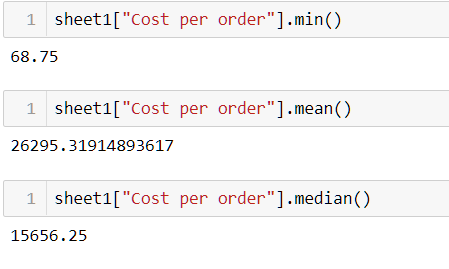 1 sheet1["Cost per order"].min()
68.75
1 sheet1["Cost per order"].mean()
26295.31914893617
1 sheet1["Cost per order"].median()
15656.25